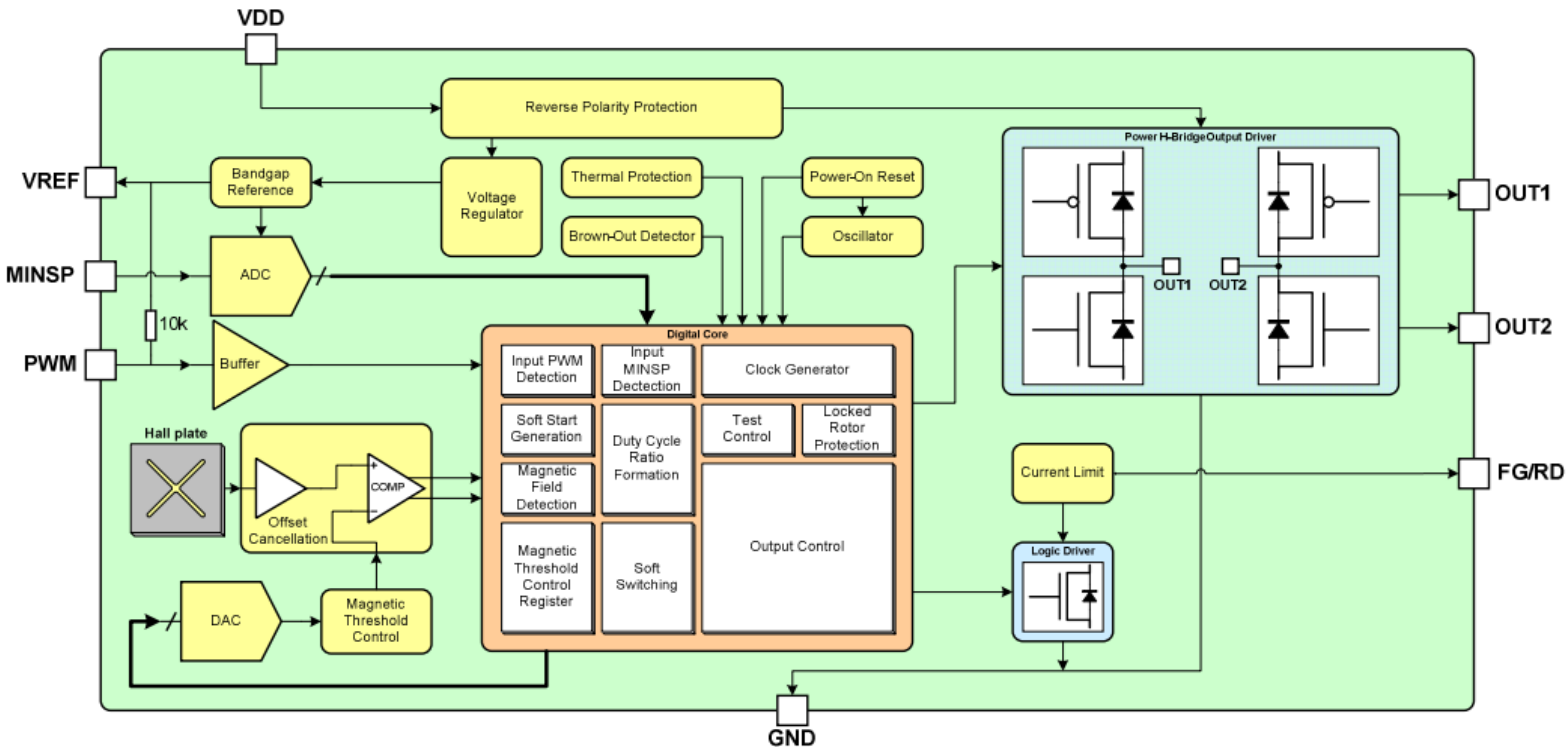 VDD
Reverse Polarity Protection
Power H-BridgeOutput Driver
VREF
Bandgap
Reference
Voltage
Regulator
Thermal Protection
Power-On Reset
Brown-Out Detector
Oscillator
OUT1
OUT1
OUT2
MINSP
ADC
10k
OUT2
PWM
Buffer
Digital Core
Input PWM
Detection
Input
MINSP
Dectection
Clock Generator
Soft Start
Generation
Duty Cycle
Ratio
Formation
Test
Control
Locked
Rotor
Protection
Hall plate
+
COMP
−
Offset
Cancellation
Magnetic
Field
Detection
Current Limit
FG/RD
Magnetic
Threshold
Control
Register
Soft
Switching
Output Control
Logic Driver
DAC
Magnetic
Threshold
Control
GND